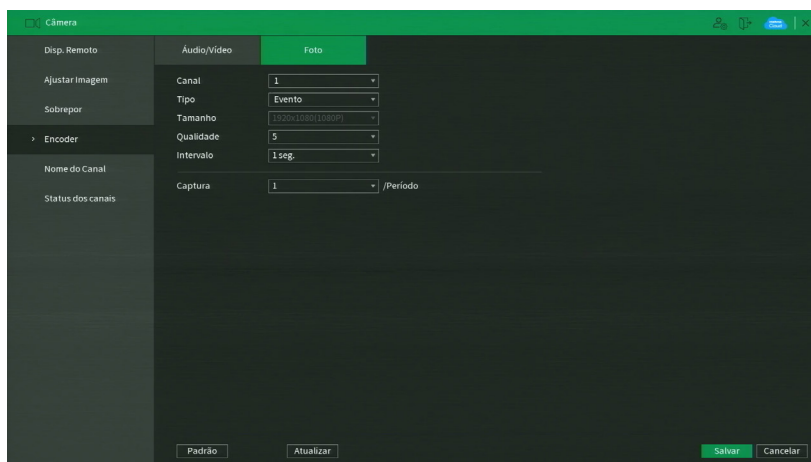 Câmera
Disp. Remoto
Ajustar Imagem
Sobrepor
> Encoder
Nome do Canal
Status dos canais
Áudio/Vídeo Foto
Canal 1
Tipo Evento
Tamanho 1920x1080(1080P)
Qualidade 5
Intervalo 1 seg.
Captura 1 /Período
Padrão Atualizar Salvar Cancelar